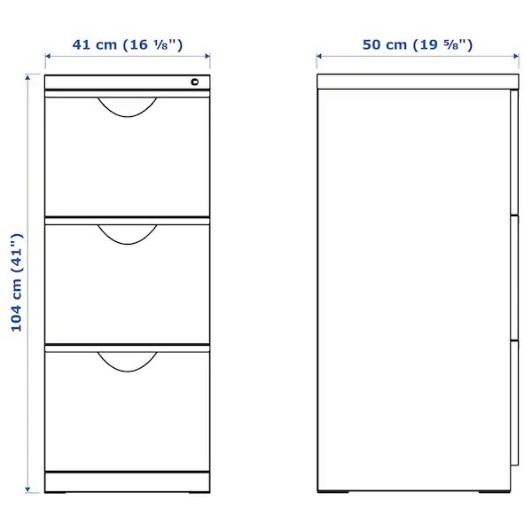 41 cm (16 ⅛")
50 cm (19 ⅝")
104 cm (41")